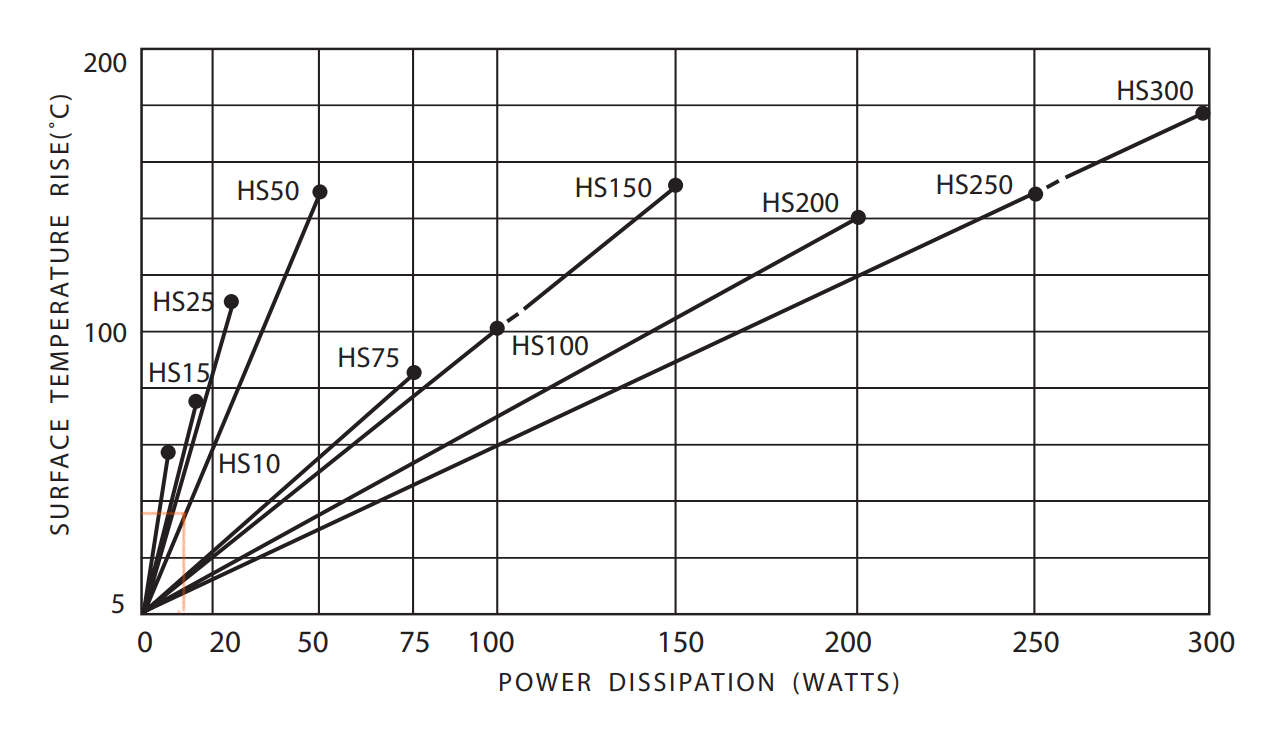 200
HS300
HS50
HS150
HS250
HS200
HS25
100
HS100
HS75
HS15
HS10
5
0 20 50 75 100 150 200 250 300
POWER DISSIPATION (WATTS)
SURFACE TEMPERATURE RISE(˚C)